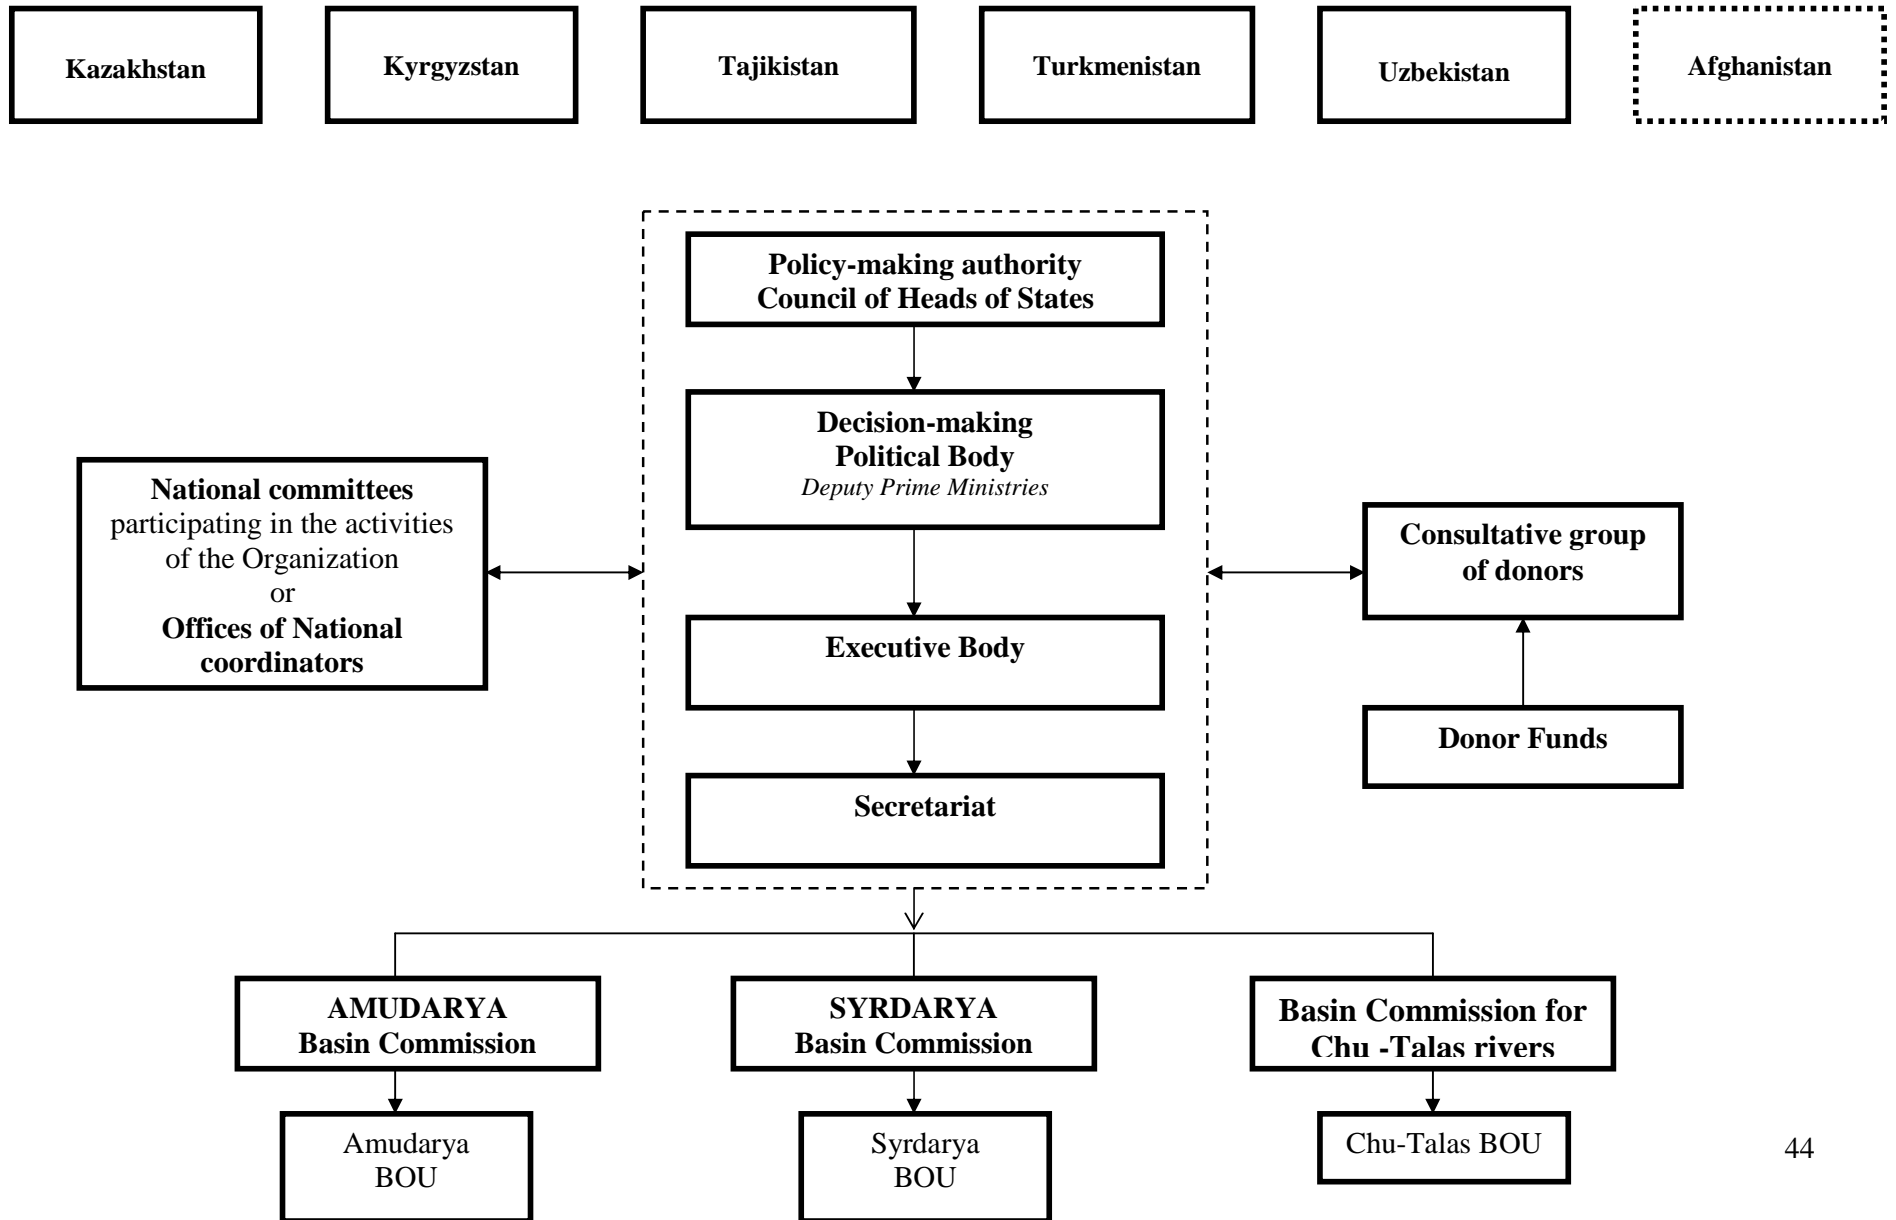 Kazakhstan
Kyrgyzstan
Tajikistan
Turkmenistan
Uzbekistan
Afghanistan
Policy-making authority
Council of Heads of States
Decision-making
Political Body
Deputy Prime Ministries
National committees
participating in the activities
of the Organization
or
Offices of National
coordinators
Consultative group
of donors
Executive Body
Donor Funds
Secretariat
AMUDARYA
Basin Commission
SYRDARYA
Basin Commission
Basin Commission for
Chu -Talas rivers
Amudarya
BOU
Syrdarya
BOU
Chu-Talas BOU
44